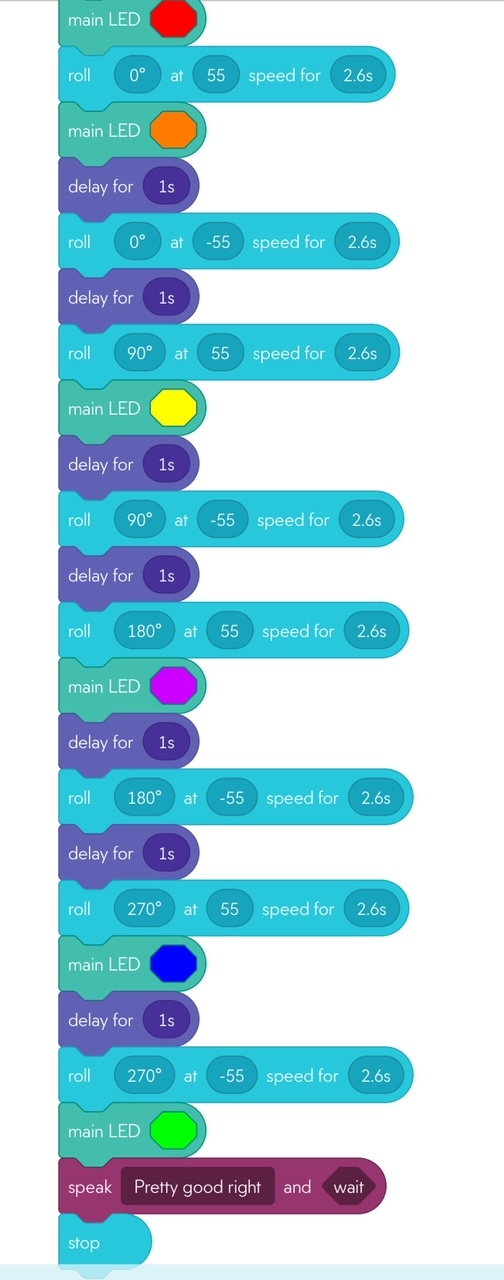 main LED
roll 0° at 55 speed for 2.6s
main LED
delay for 1s
roll 0° at -55 speed for 2.6s
delay for 1s
roll 90° at 55 speed for 2.6s
main LED
delay for 1s
roll 90° at -55 speed for 2.6s
delay for 1s
roll 180° at 55 speed for 2.6s
main LED
delay for 1s
roll 180° at -55 speed for 2.6s
delay for 1s
roll 270° at 55 speed for 2.6s
main LED
delay for 1s
roll 270° at -55 speed for 2.6s
main LED
speak Pretty good right and wait
stop